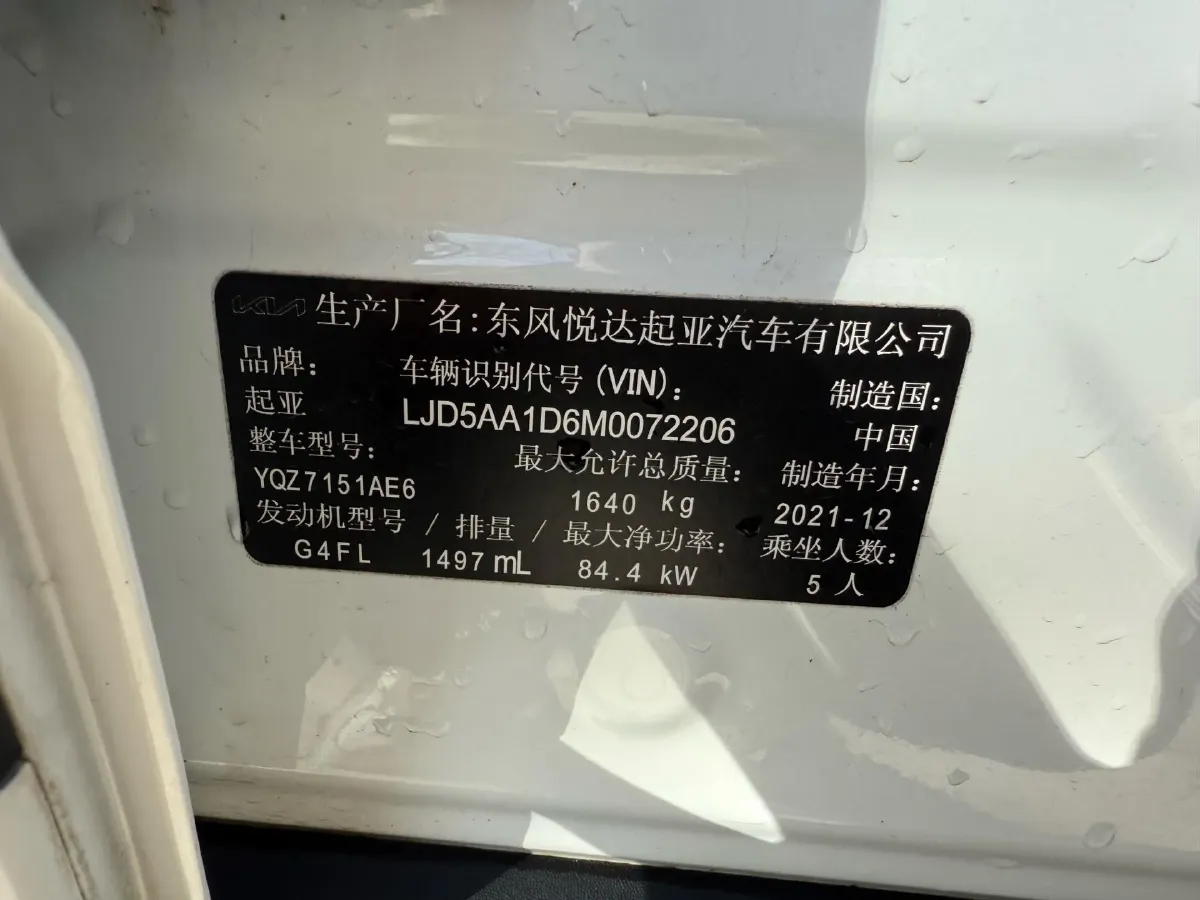 KIA 生产厂名:东风悦达起亚汽车有限公司
品牌: 车辆识别代号(VIN): 制造国:
起亚 LJD5AA1D6M0072206 中国
整车型号: 最大允许总质量: 制造年月:
YQZ7151AE6 1640 kg 2021-12
发动机型号 / 排量 / 最大净功率: 乘坐人数:
G4FL 1497 mL 84.4 kW 5 人